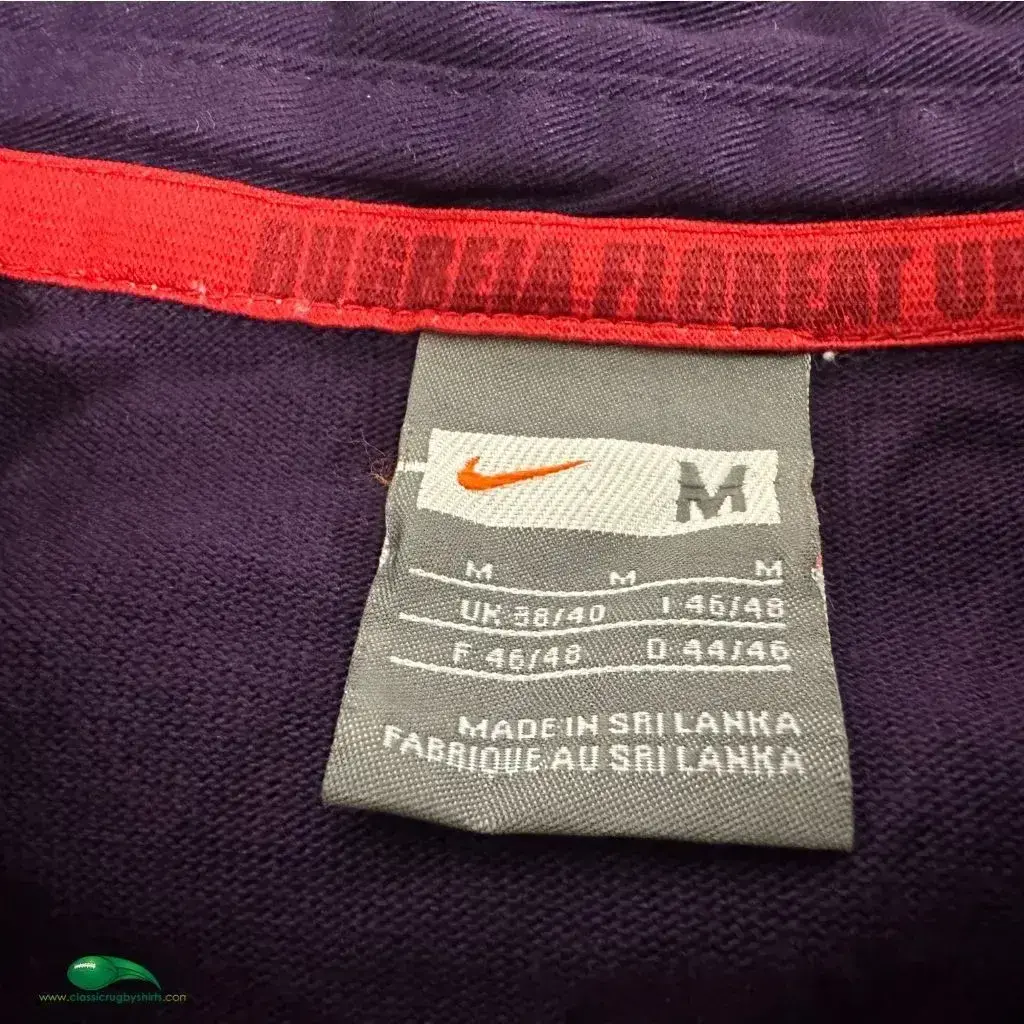 FLOREAT
M
M M M
UK 38/40 I 46/48
F 46/48 D 44/46
MADE IN SRI LANKA
FABRIQUE AU SRI LANKA
www.classicrugbyshirts.com